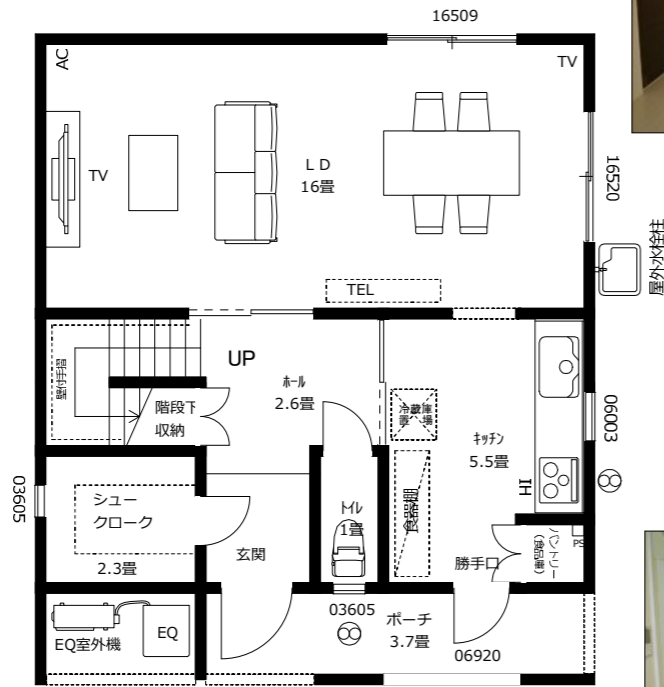 16509
AC
TV
ＬＤ
16畳
TV
16520
屋外水栓柱
TEL
UP
壁付手摺
ホール
2.6畳
階段下
収納
冷蔵庫
置場
キッチン
5.5畳
06003
8
IH
食器棚
03605
シュー
クローク
2.3畳
玄関
トイレ
1畳
勝手口
パントリー
(食品庫)
PS
03605
8
ポーチ
3.7畳
06920
EQ室外機
EQ